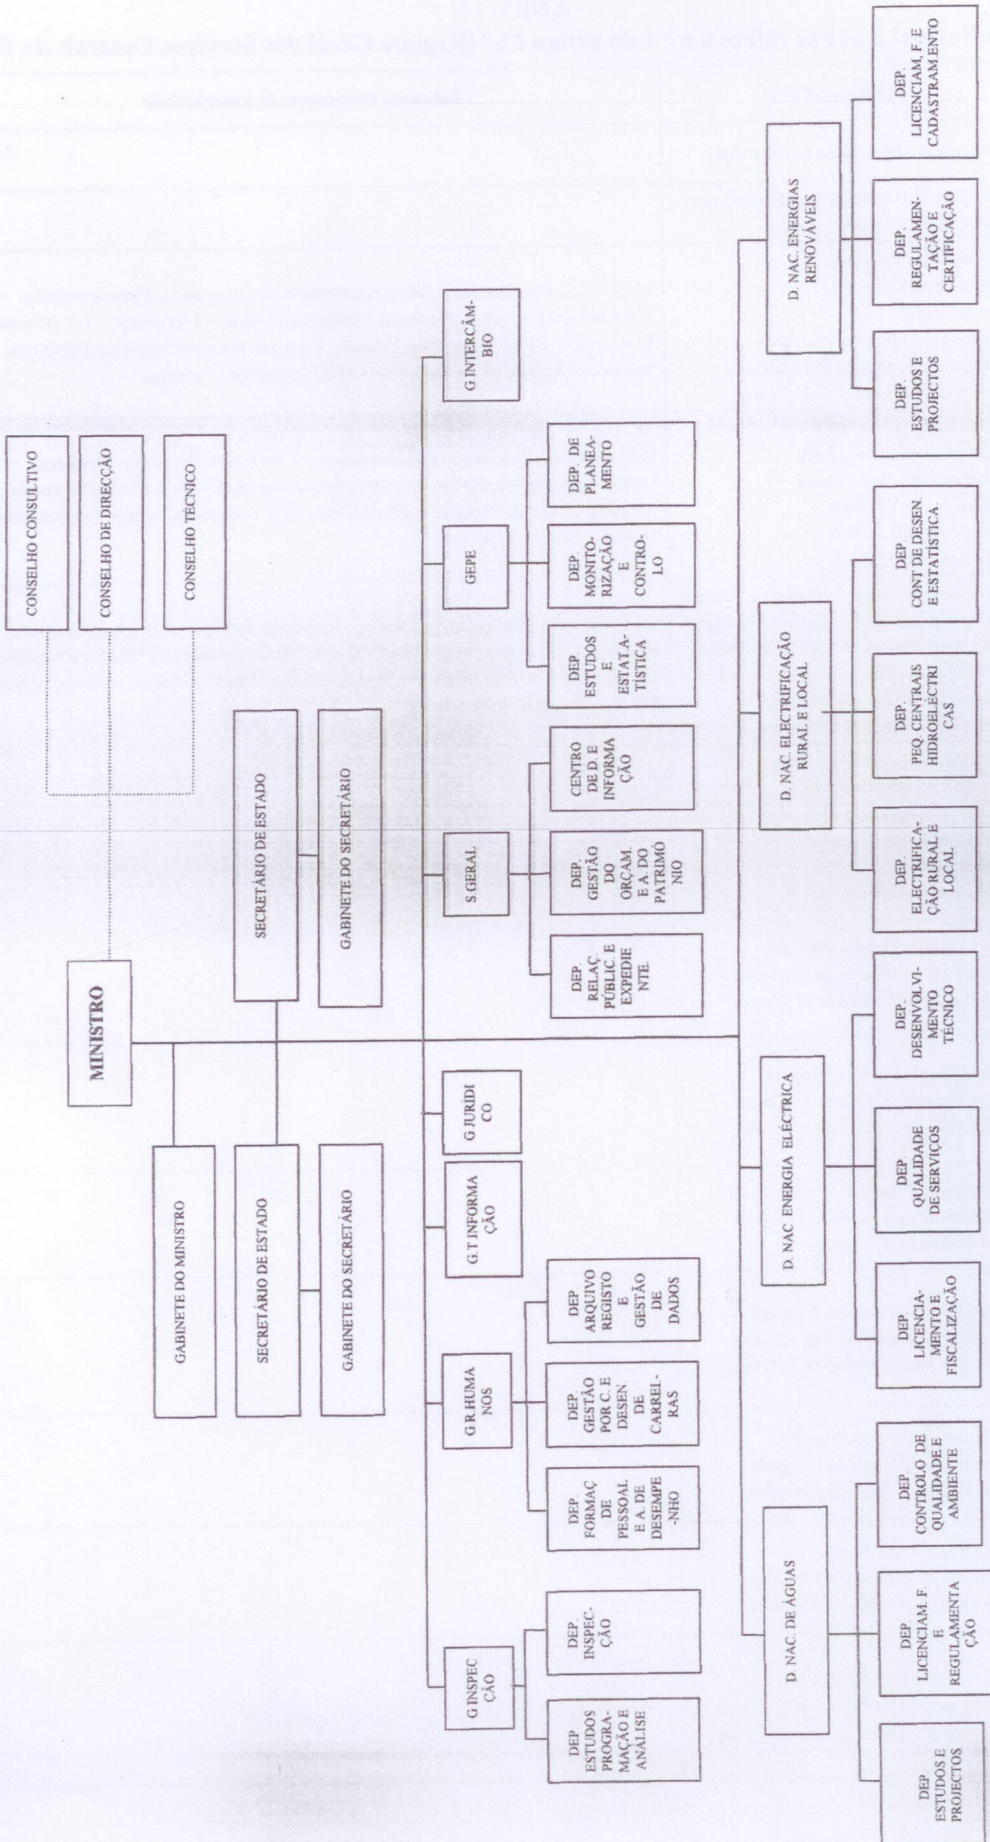 CONSELHO CONSULTIVO
CONSELHO DE DIRECÇÃO
CONSELHO TÉCNICO
MINISTRO
GABINETE DO MINISTRO
SECRETÁRIO DE ESTADO
GABINETE DO SECRETÁRIO
SECRETÁRIO DE ESTADO
GABINETE DO SECRETÁRIO
G INSPEC
ÇÃO
G R. HUMA
NOS
G.T INFORMA
ÇÃO
G JURÍDI
CO
S GERAL
GEPE
G INTERCÂM-
BIO
DEP.
ESTUDOS
PROGRA-
MAÇÃO E
ANÁLISE
DEP.
INSPEC-
ÇÃO
DEP.
FORMAÇ
DE
PESSOAL
E A. DE
DESEMPE
-NHO
DEP.
GESTÃO
POR C. E
DESEN.
DE
CARREI-
RAS
DEP.
ARQUIVO
REGISTO
E
GESTÃO
DE
DADOS
DEP.
RELAÇ.
PÚBLIC. E
EXPEDIE
NTE.
DEP.
GESTÃO
DO
ORÇAM.
E A. DO
PATRIMÓ
NIO
CENTRO
DE D. E
INFORMA
ÇÃO
DEP.
ESTUDOS
E
ESTAT A-
TÍSTICA
DEP.
MONITO-
RIZAÇÃO
E
CONTRO-
LO
DEP. DE
PLANEA-
MENTO
D. NAC. DE ÁGUAS
D. NAC ENERGIA ELÉCTRICA
D. NAC. ELECTRIFICAÇÃO
RURAL E LOCAL
D. NAC. ENERGIAS
RENOVÁVEIS
DEP.
ESTUDOS E
PROJECTOS
DEP.
LICENCIAM. F.
E
REGULAMENTA
ÇÃO
DEP.
CONTROLO DE
QUALIDADE E
AMBIENTE
DEP.
LICENCIA-
MENTO E
FISCALIZAÇÃO
DEP
QUALIDADE
DE SERVIÇOS
DEP.
DESENVOLVI-
MENTO
TÉCNICO
DEP.
ELECTRIFICA-
ÇÃO RURAL E
LOCAL
DEP.
PEQ. CENTRAIS
HIDROELÉCTRI
CAS
DEP
CONT DE DESEN.
E ESTATÍSTICA.
DEP.
ESTUDOS E
PROJECTOS
DEP.
REGULAMEN-
TAÇÃO E
CERTIFICAÇÃO
DEP.
LICENCIAM, F. E
CADASTRAM ENTO